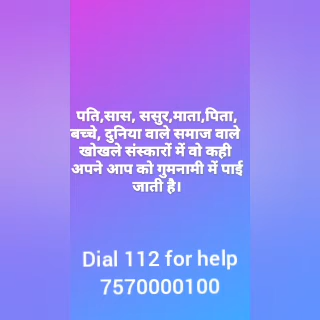 पति,सास, ससुर,माता,पिता,
बच्चे, दुनिया वाले समाज वाले
खोखले संस्कारों में वो कही
अपने आप को गुमनामी में पाई
जाती है।
Dial 112 for help
7570000100